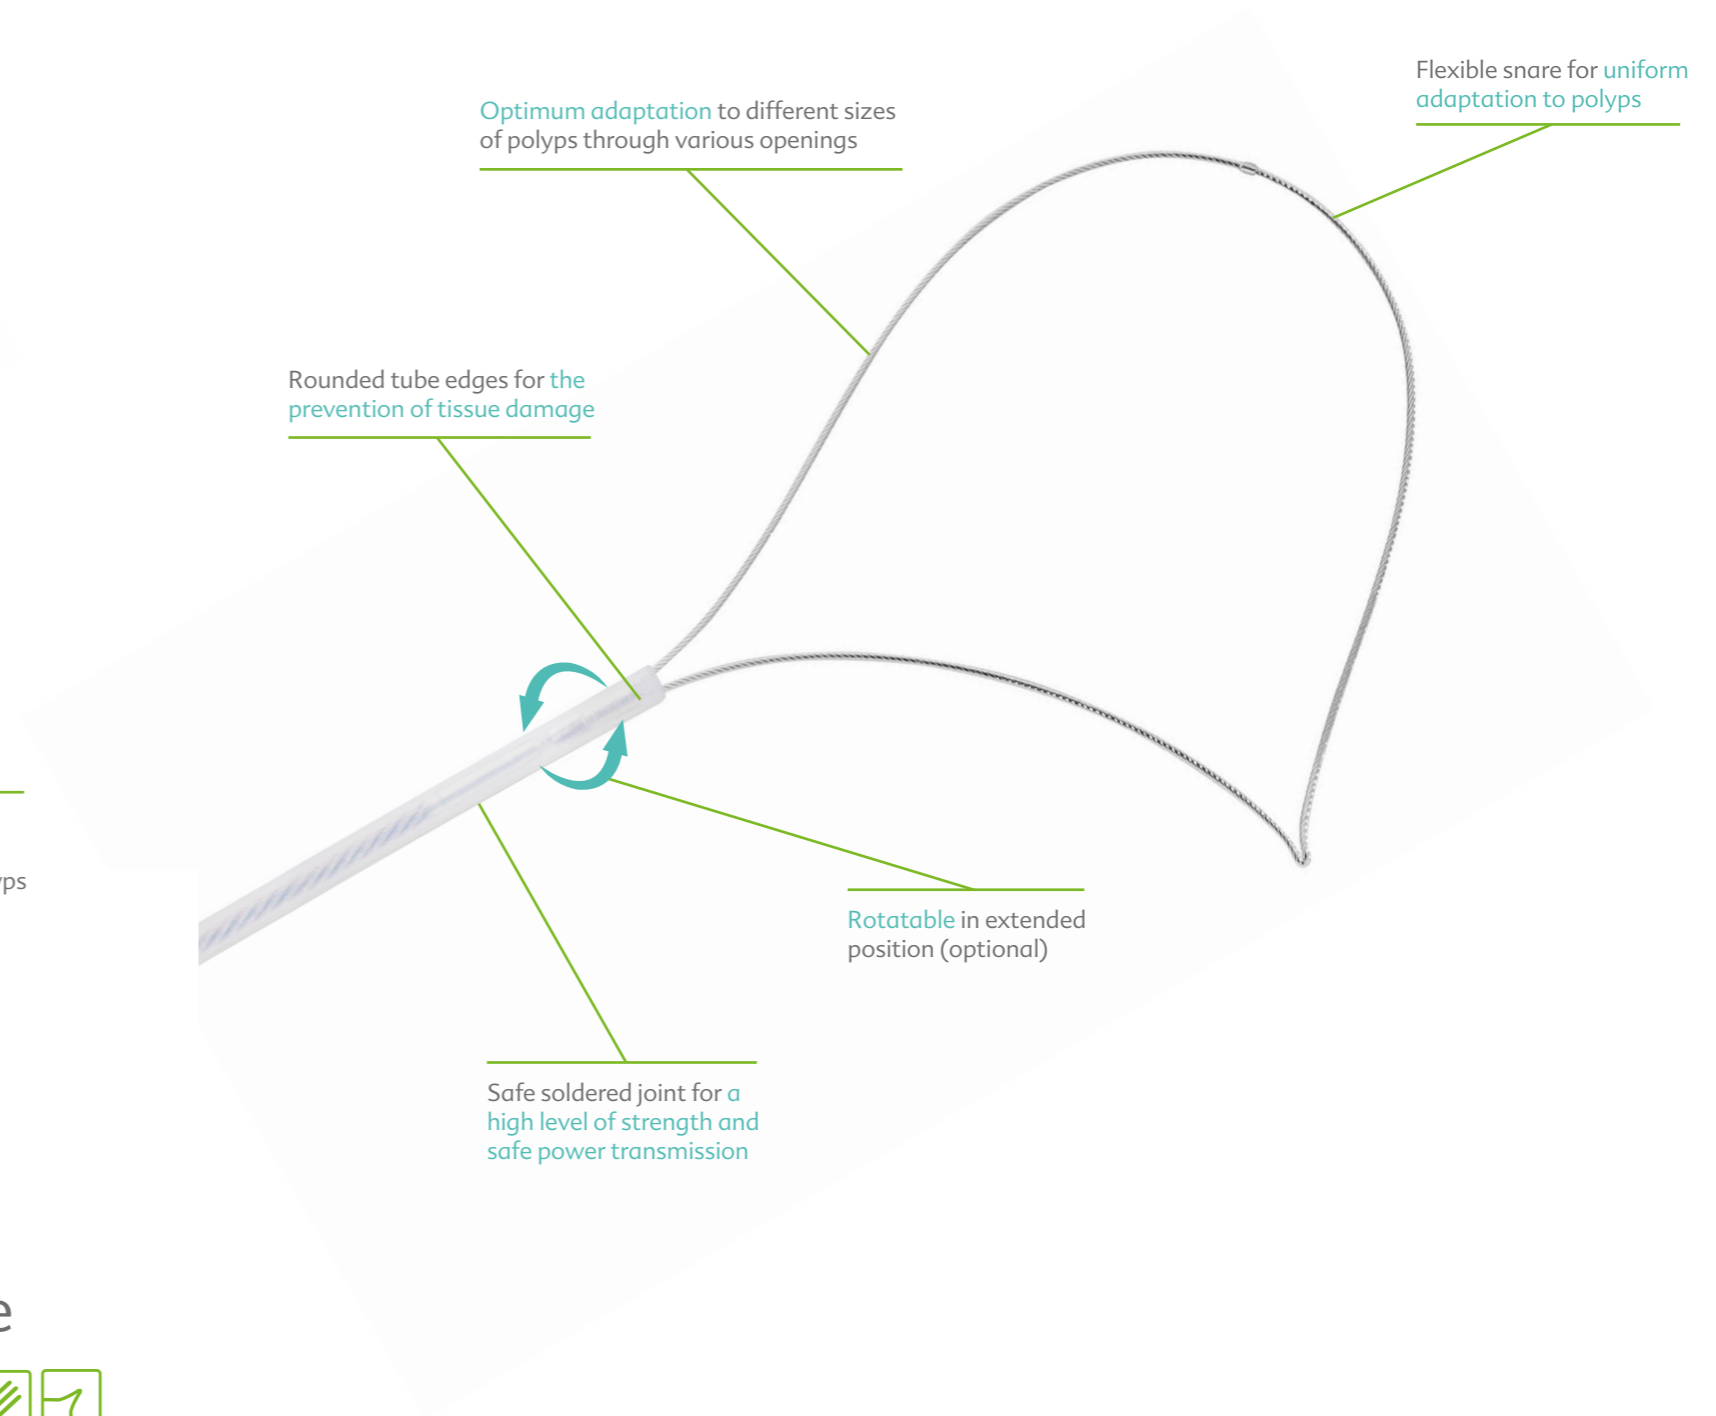 Flexible snare for uniform
adaptation to polyps
Optimum adaptation to different sizes
of polyps through various openings
Rounded tube edges for the
prevention of tissue damage
Rotatable in extended
position (optional)
Safe soldered joint for a
high level of strength and
safe power transmission